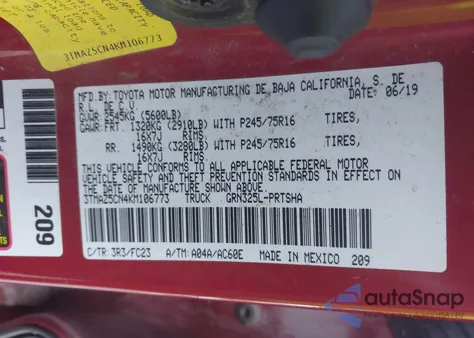 3TMAZ5CN4KM106773
MFD.BY: TOYOTA MOTOR MANUFACTURING DE BAJA CALIFORNIA, S. DE
R.L. DE C.V. DATE: 06/19
GVWR: 2545KG (5600LB)
GAWR: FRT. 1320KG (2910LB) WITH P245/75R16 TIRES,
16X7J RIMS.
RR. 1490KG (3280LB) WITH P245/75R16 TIRES,
16X7J RIMS.
THIS VEHICLE CONFORMS TO ALL APPLICABLE FEDERAL MOTOR
VEHICLE SAFETY AND THEFT PREVENTION STANDARDS IN EFFECT ON
THE DATE OF MANUFACTURE SHOWN ABOVE.
3TMAZ5CN4KM106773 TRUCK GRN325L-PRTSHA
C/TR: 3R3/FC23 A/TM: A04A/AC60E MADE IN MEXICO 209
209
autoSnap